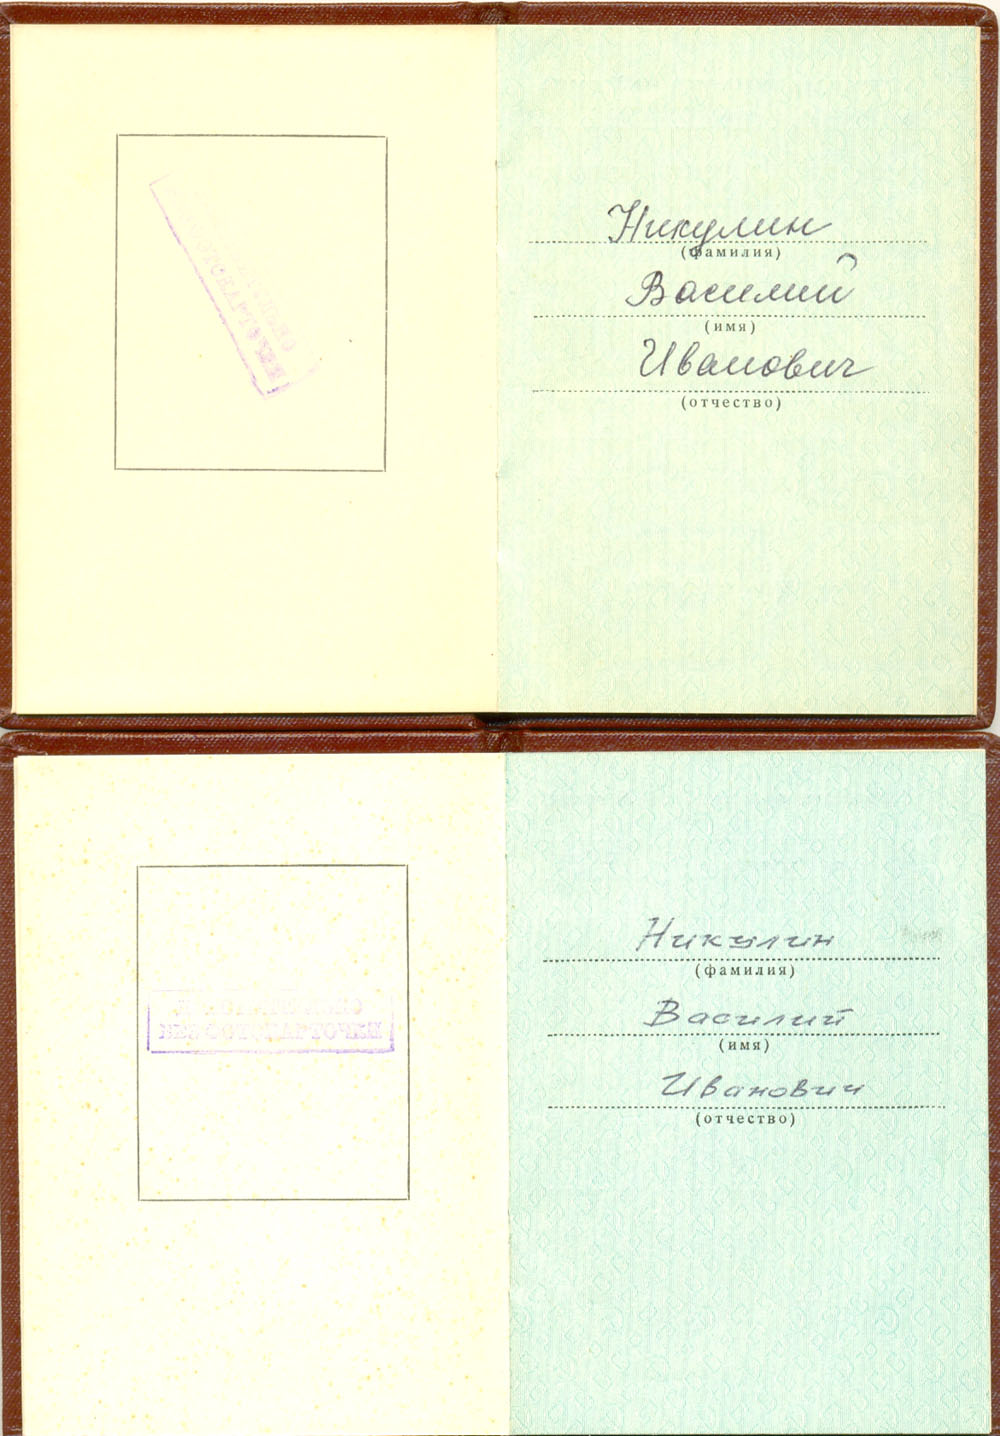 Никулин
(фамилия)
Василий
(имя)
Иванович
(отчество)
Никулин
(фамилия)
Василий
(имя)
Иванович
(отчество)